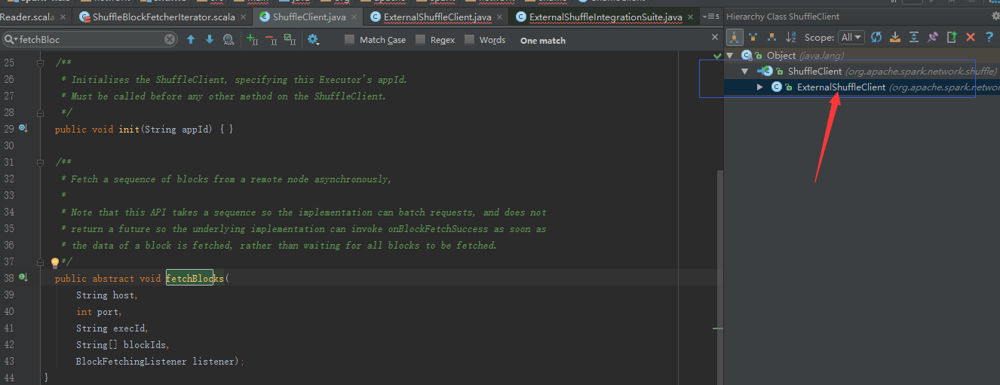 Reader.scala ShuffleBlockFetcherIterator.scala ShuffleClient.java ExternalShuffleClient.java ExternalShuffleIntegrationSuite.java 5
Hierarchy Class ShuffleClient
fetchBloc Match Case Regex Words One match
Scope: All
25 /**
26 * Initializes the ShuffleClient, specifying this Executor's appId.
27 * Must be called before any other method on the ShuffleClient.
28 */
29 public void init(String appId) { }
30
31 /**
32 * Fetch a sequence of blocks from a remote node asynchronously,
33 *
34 * Note that this API takes a sequence so the implementation can batch requests, and does not
35 * return a future so the underlying implementation can invoke onBlockFetchSuccess as soon as
36 * the data of a block is fetched, rather than waiting for all blocks to be fetched.
37 */
38 public abstract void fetchBlocks(
39 String host,
40 int port,
41 String execId,
42 String[] blockIds,
43 BlockFetchingListener listener);
44 }
Object (java.lang)
ShuffleClient (org.apache.spark.network.shuffle)
ExternalShuffleClient (org.apache.spark.netwo